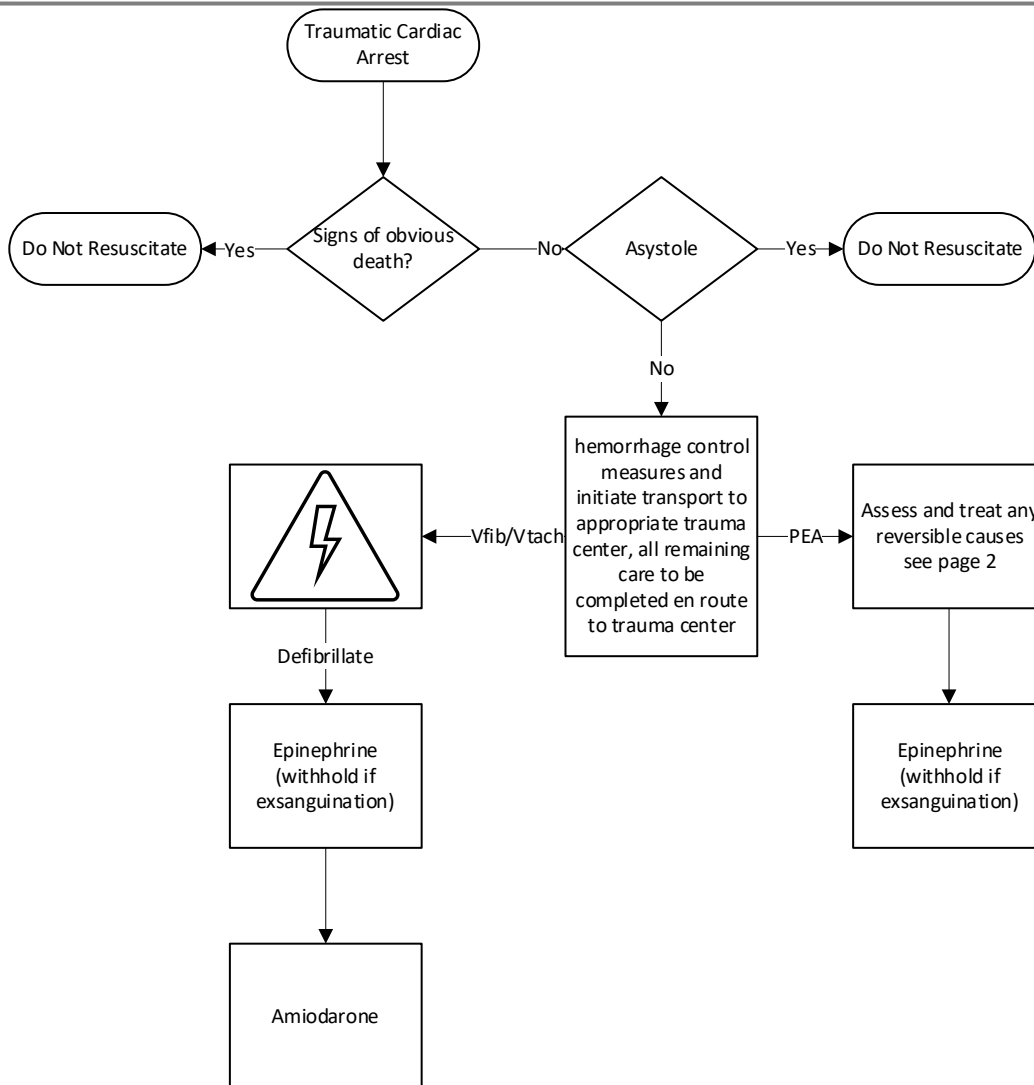 Traumatic Cardiac
Arrest
Do Not Resuscitate
Yes
Signs of obvious
death?
No
Asystole
Yes
Do Not Resuscitate
No
hemorrhage control
measures and
initiate transport to
appropriate trauma
center, all remaining
care to be
completed en route
to trauma center
Vfib/Vtach
PEA
Assess and treat any
reversible causes
see page 2
Defibrillate
Epinephrine
(withhold if
exsanguination)
Epinephrine
(withhold if
exsanguination)
Amiodarone